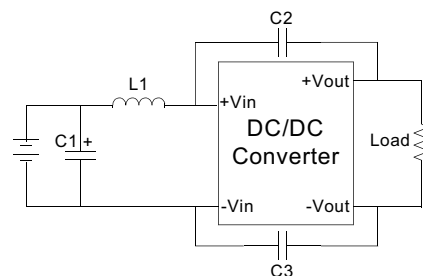 C2
L1
+Vin
+Vout
DC/DC
Converter
C1 +
Load
-Vin
-Vout
C3